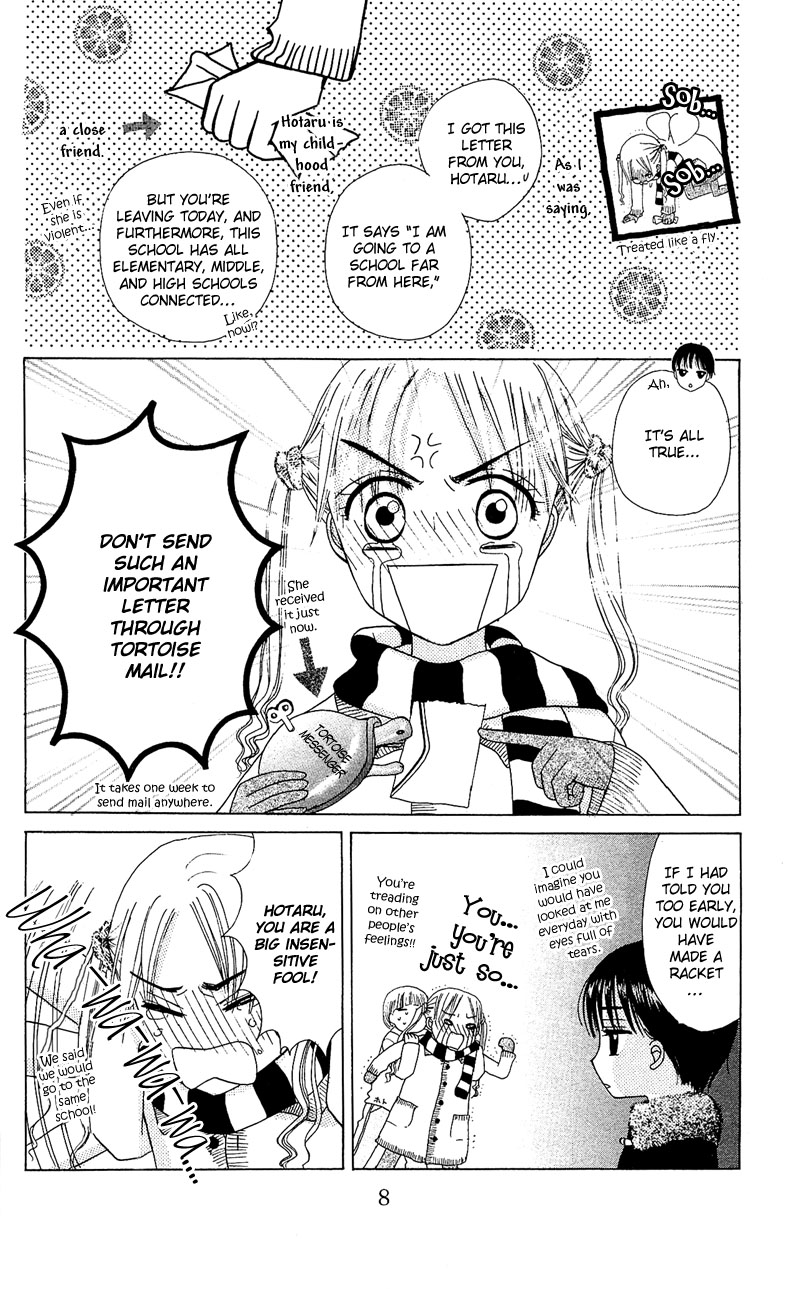 Sob...
Sob...
Treated like a fly
As I
was
saying,
I GOT THIS
LETTER
FROM YOU,
HOTARU...
IT SAYS "I AM
GOING TO A
SCHOOL FAR
FROM HERE,"
Hotaru is
my child-
hood
friend,
a close
friend.
Even if
she is
violent...
BUT YOU'RE
LEAVING TODAY, AND
FURTHERMORE, THIS
SCHOOL HAS ALL
ELEMENTARY, MIDDLE,
AND HIGH SCHOOLS
CONNECTED...
Like,
now!?
Ah,
IT'S ALL
TRUE...
DON'T SEND
SUCH AN
IMPORTANT
LETTER
THROUGH
TORTOISE
MAIL!!
She
received
it just
now.
TORTOISE
MESSENGER
It takes one week to
send mail anywhere.
IF I HAD
TOLD YOU
TOO EARLY,
YOU WOULD
HAVE
MADE A
RACKET
...
I could
imagine you
would have
looked at me
everyday with
eyes full of
tears.
You...
you're
just so...
You're
treading
on other
people's
feelings!!
HOTARU,
YOU ARE A
BIG INSEN-
SITIVE
FOOL!
Wha
-wa-wa-wa...
We said
we would
go to the
same
school!
8